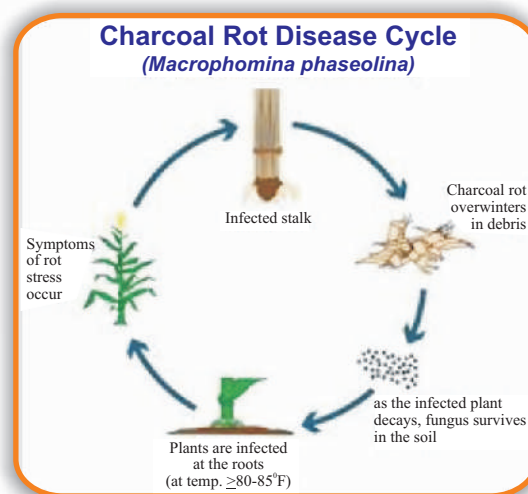 Charcoal Rot Disease Cycle
(Macrophomina phaseolina)
Infected stalk
Charcoal rot
overwinters
in debris
as the infected plant
decays, fungus survives
in the soil
Plants are infected
at the roots
(at temp. ≥80-85°F)
Symptoms
of rot
stress
occur